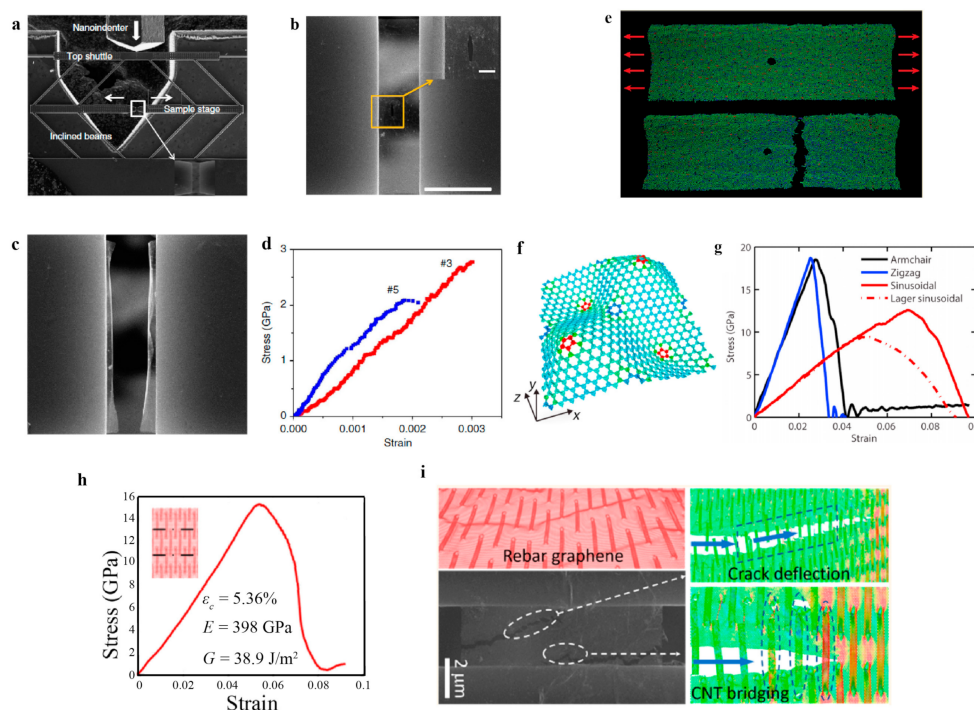 a
Nanoindenter
Top shuttle
Sample stage
Inclined beams
b
e
c
d
3
2
1
0
Stress (GPa)
#5
#3
0.000
0.001
0.002
0.003
Strain
f
y
z
x
g
20
15
10
5
0
Stress (GPa)
Armchair
Zigzag
Sinusoidal
Lager sinusoidal
0
0.02
0.04
0.06
0.08
Strain
h
16
14
12
10
8
6
4
2
0
Stress (GPa)
εc = 5.36%
E = 398 GPa
G = 38.9 J/m²
0
0.02
0.04
0.06
0.08
0.1
Strain
i
Rebar graphene
2 μm
Crack deflection
CNT bridging